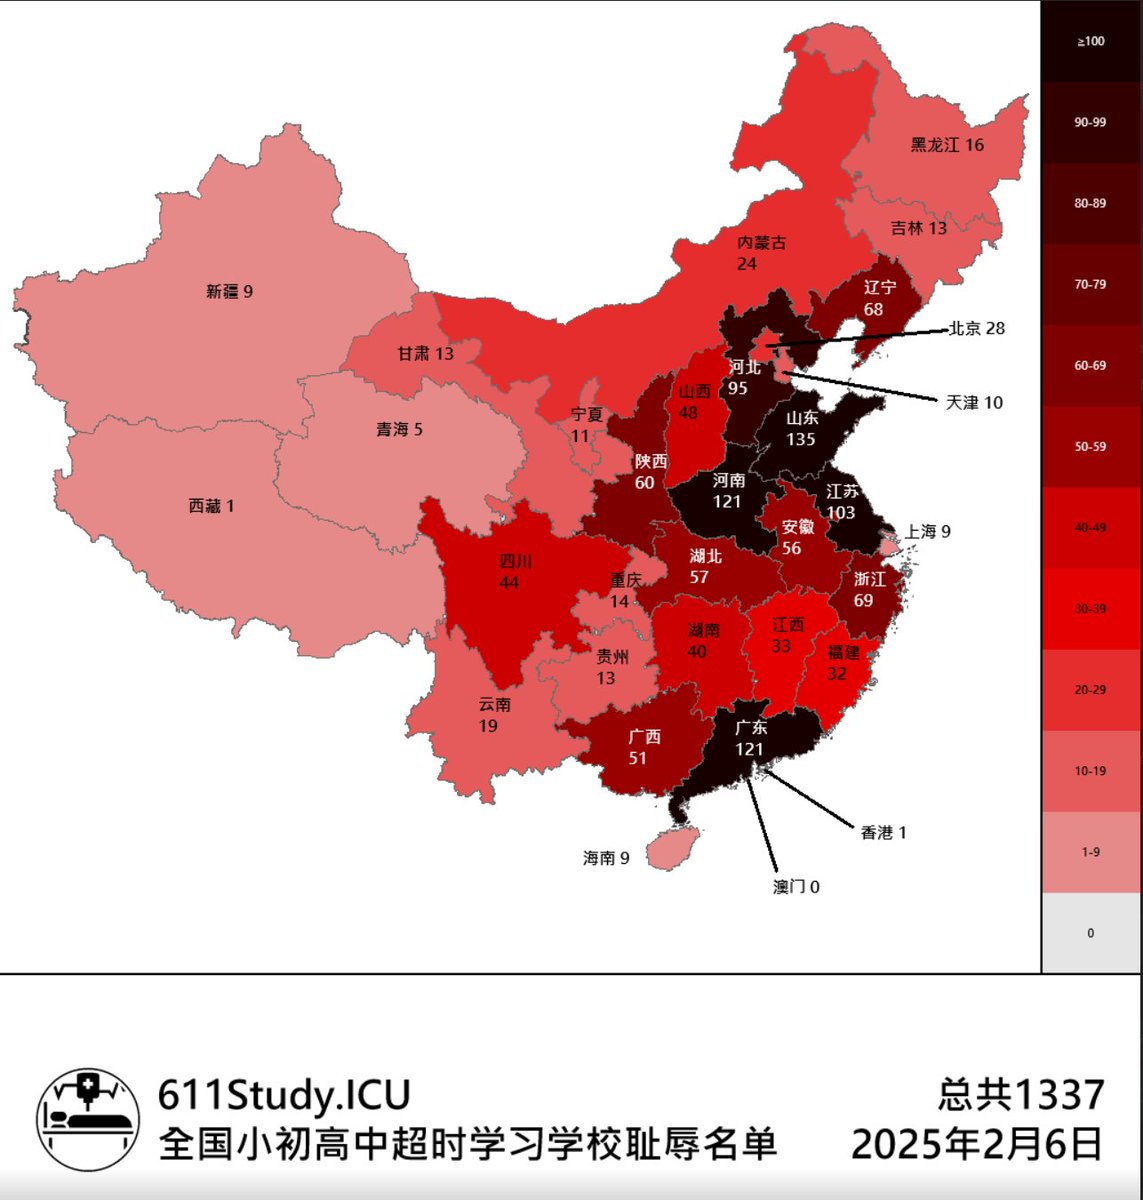 ≥100
90-99
80-89
70-79
60-69
50-59
40-49
30-39
20-29
10-19
1-9
0
黑龙江 16
吉林 13
内蒙古
24
辽宁
68
新疆 9
北京 28
甘肃 13
河北
95
天津 10
山西
48
宁夏
11
山东
135
青海 5
陕西
60
河南
121
江苏
103
西藏 1
上海 9
安徽
56
湖北
57
四川
44
重庆
14
浙江
69
湖南
40
江西
33
福建
32
贵州
13
云南
19
广西
51
广东
121
香港 1
海南 9
澳门 0
611Study.ICU
全国小初高中超时学习学校耻辱名单
总共1337
2025年2月6日